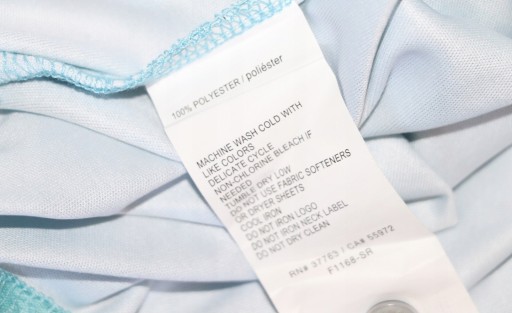 100% POLYESTER / poliéster
MACHINE WASH COLD WITH
LIKE COLORS
DELICATE CYCLE
NON-CHLORINE BLEACH IF
NEEDED
TUMBLE DRY LOW
DO NOT USE FABRIC SOFTENERS
OR DRYER SHEETS
COOL IRON
DO NOT IRON LOGO
DO NOT IRON NECK LABEL
DO NOT DRY CLEAN
RN# 37763 / CA# 55972
F1168-SR